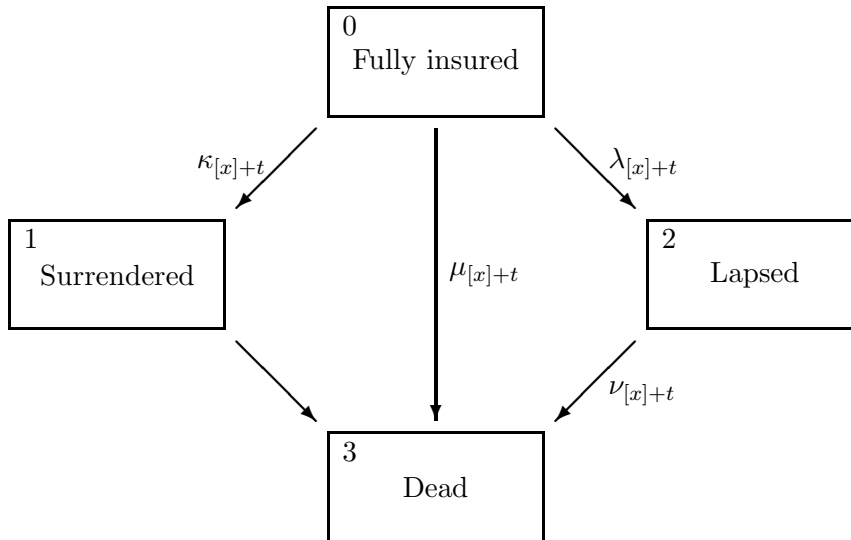 0
Fully insured
κ[x]+t
λ[x]+t
1
Surrendered
μ[x]+t
2
Lapsed
ν[x]+t
3
Dead